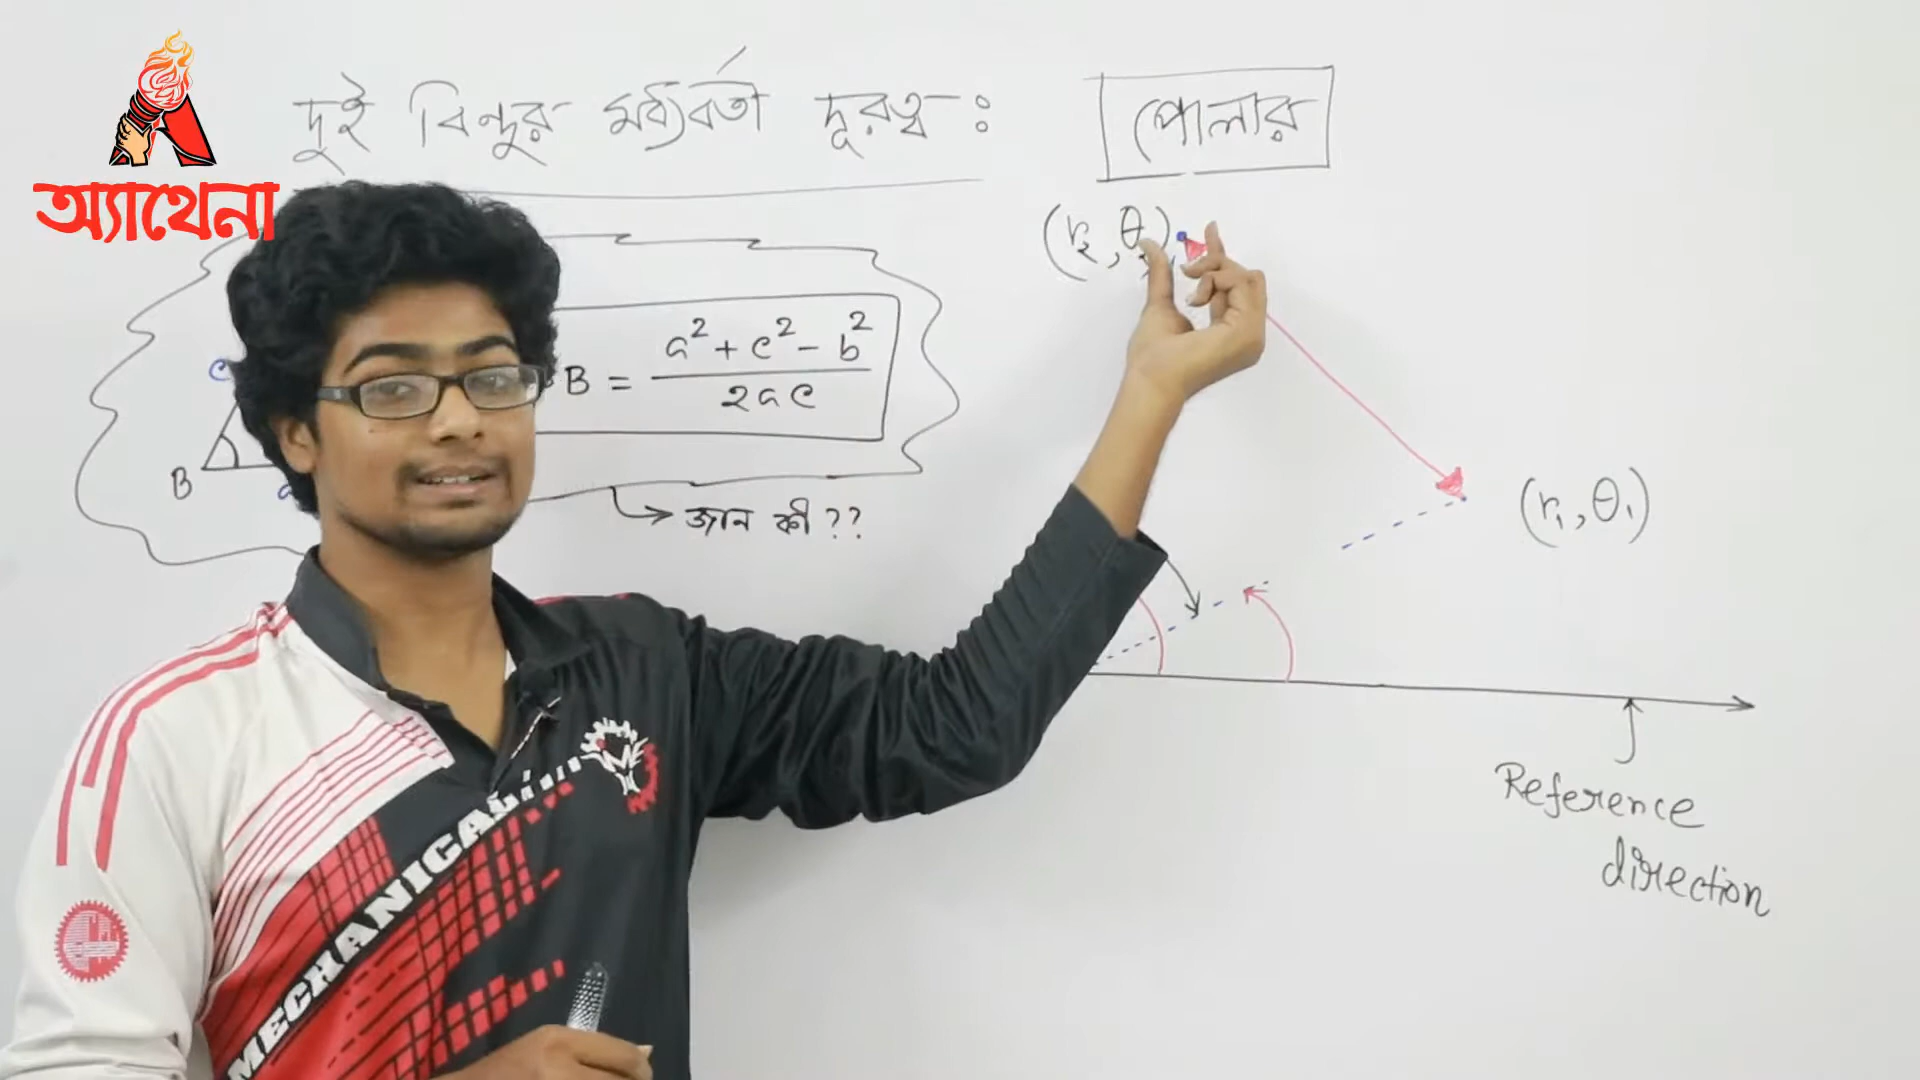 দুই বিন্দুর মধ্যবর্তী দূরত্ব :
পোলার
অ্যাথেনা
(r₂, θ₂)
B = (a² + c² − b²) / 2ac
c
B
a
জান কী ??
(r₁, θ₁)
Reference
direction
MECHANICAL